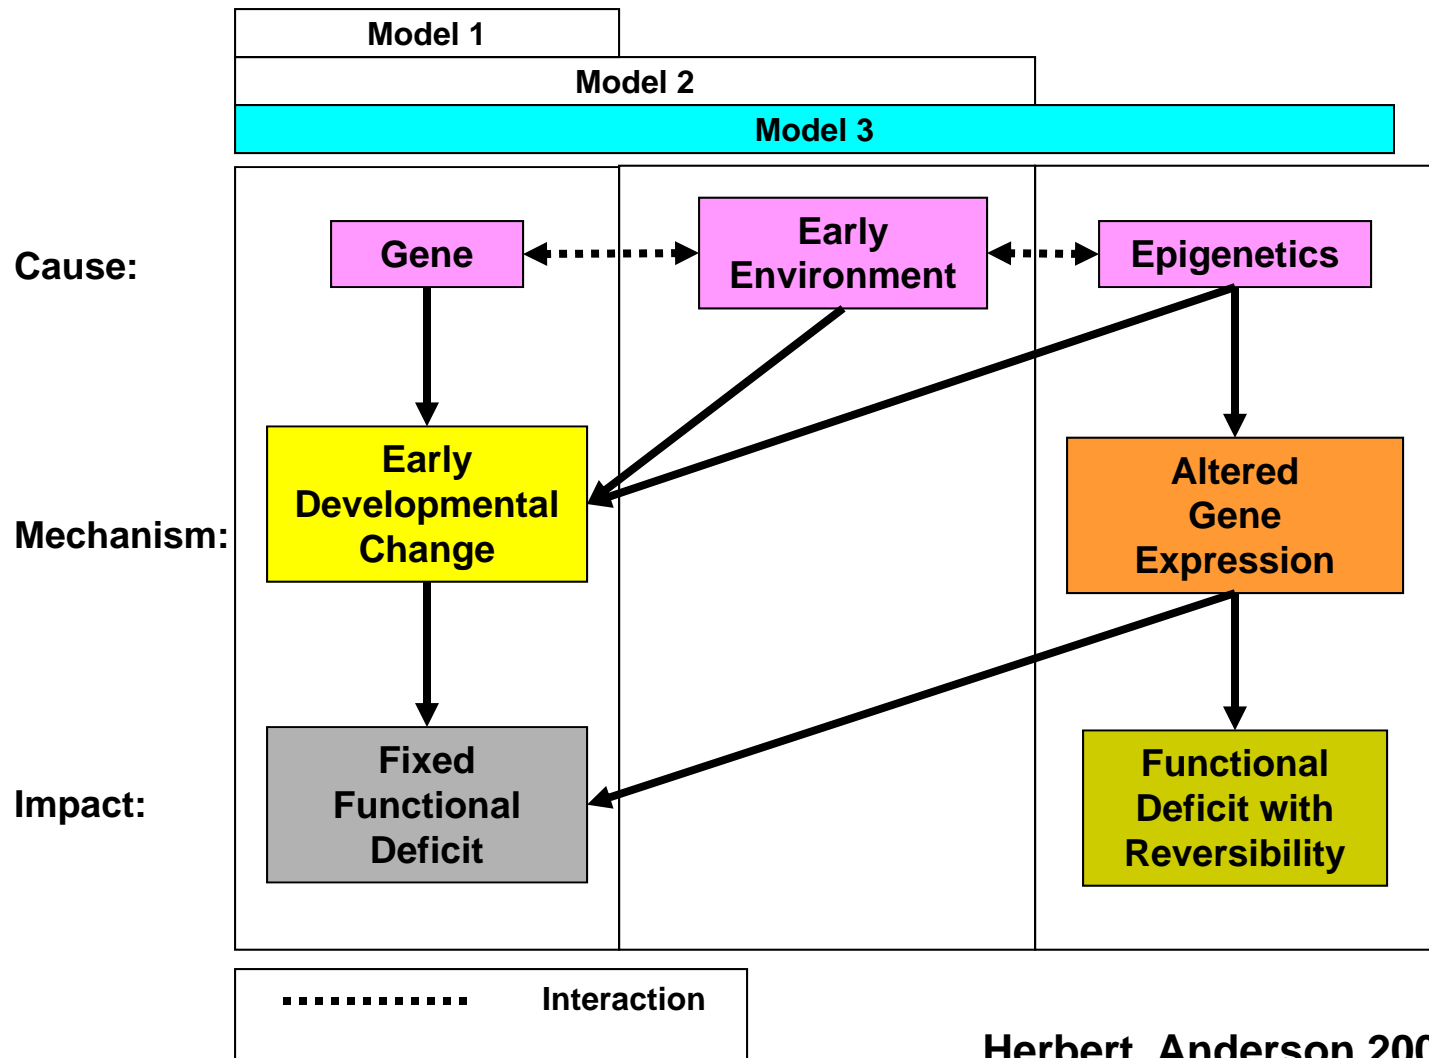 Model 1
Model 2
Model 3
Cause:
Gene
Early
Environment
Epigenetics
Mechanism:
Early
Developmental
Change
Altered
Gene
Expression
Impact:
Fixed
Functional
Deficit
Functional
Deficit with
Reversibility
Interaction
Herbert, Anderson